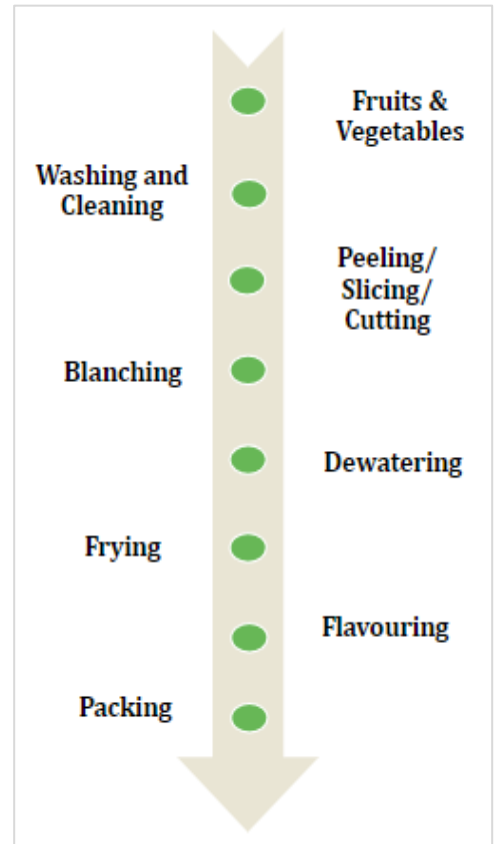 Fruits &
Vegetables
Washing and
Cleaning
Peeling/
Slicing/
Cutting
Blanching
Dewatering
Frying
Flavouring
Packing